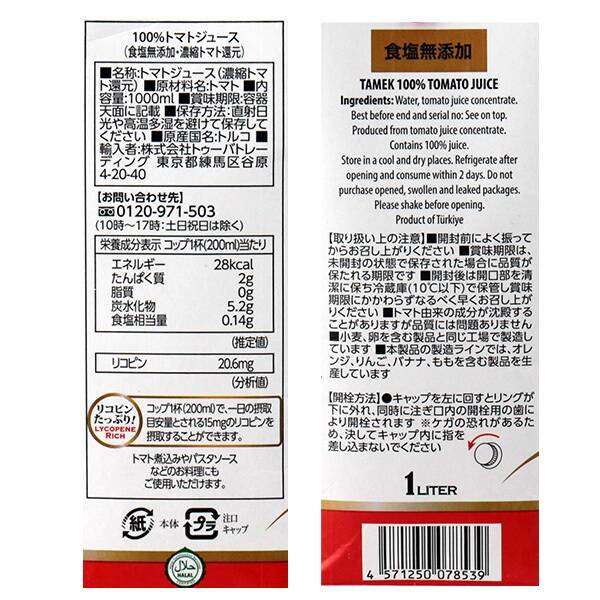 100%トマトジュース
(食塩無添加・濃縮トマト還元)
■名称:トマトジュース(濃縮トマ
ト還元) ■原材料名:トマト ■内
容量:1000ml ■賞味期限:容器
天面に記載 ■保存方法:直射日
光や高温多湿を避けて保存して
ください ■原産国名:トルコ ■
輸入者:株式会社トゥーバトレー
ディング 東京都練馬区谷原
4-20-40
【お問い合わせ先】
0120-971-503
(10時〜17時:土日祝日は除く)
栄養成分表示 コップ1杯(200ml)当たり
エネルギー 28kcal
たんぱく質 2g
脂質 0g
炭水化物 5.2g
食塩相当量 0.14g
(推定値)
リコピン 20.6mg
(分析値)
リコピン
たっぷり!
LYCOPENE
RICH
コップ1杯(200ml)で、一日の摂取
目安量とされる15mgのリコピンを
摂取することができます。
トマト煮込みやパスタソース
などのお料理にも
ご使用いただけます。
紙 本体 プラ 注口
キャップ
حلال
HALAL
食塩無添加
TAMEK 100% TOMATO JUICE
Ingredients: Water, tomato juice concentrate.
Best before end and serial no: See on top.
Produced from tomato juice concentrate.
Contains 100% juice.
Store in a cool and dry places. Refrigerate after
opening and consume within 2 days. Do not
purchase opened, swollen and leaked packages.
Please shake before opening.
Product of Türkiye
【取り扱い上の注意】■開封前によく振って
からお召し上がりください ■賞味期限は、
未開封の状態で保存された場合に品質が
保たれる期限です ■開封後は開口部を清
潔に保ち冷蔵庫(10℃以下)で保管し賞味
期限にかかわらずなるべく早くお召し上が
りください ■トマト由来の成分が沈殿する
ことがありますが品質には問題ありません
■小麦、卵を含む製品と同じ工場で製造し
ています ■本製品の製造ラインでは、オレ
ンジ、りんご、バナナ、ももを含む製品を生
産しています
【開栓方法】●キャップを左に回すとリングが
下に外れ、同時に注ぎ口内の開栓用の歯に
より開栓されます ※ケガの恐れがあるた
め、決してキャップ内に指を
差し込まないでください
1 LITER
4 571250 078539